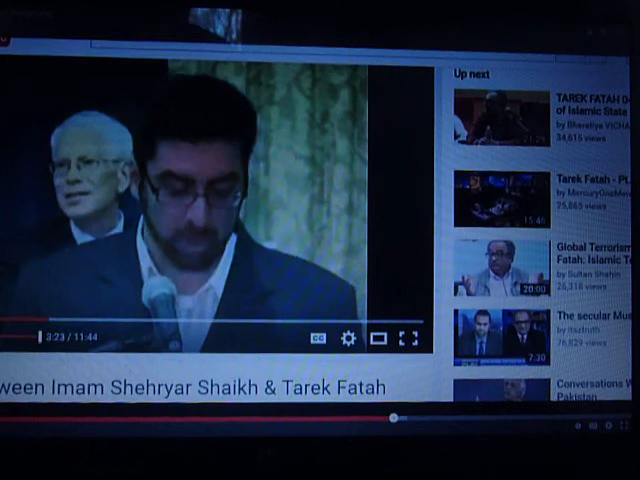 Up next
TAREK FATAH
of Islamic State
by Bharatiya VICHA
34,615 views
Tarek Fatah - Pt.
by MercuryOneMe
25,865 views
15:46
Global Terrorism
Fatah: Islamic T
by Sultan Shahin
26,318 views
20:00
The secular Mus
by itsztruth
76,829 views
7:30
Conversations W
Pakistan
3:23 / 11:44
CC
ween Imam Shehryar Shaikh & Tarek Fatah